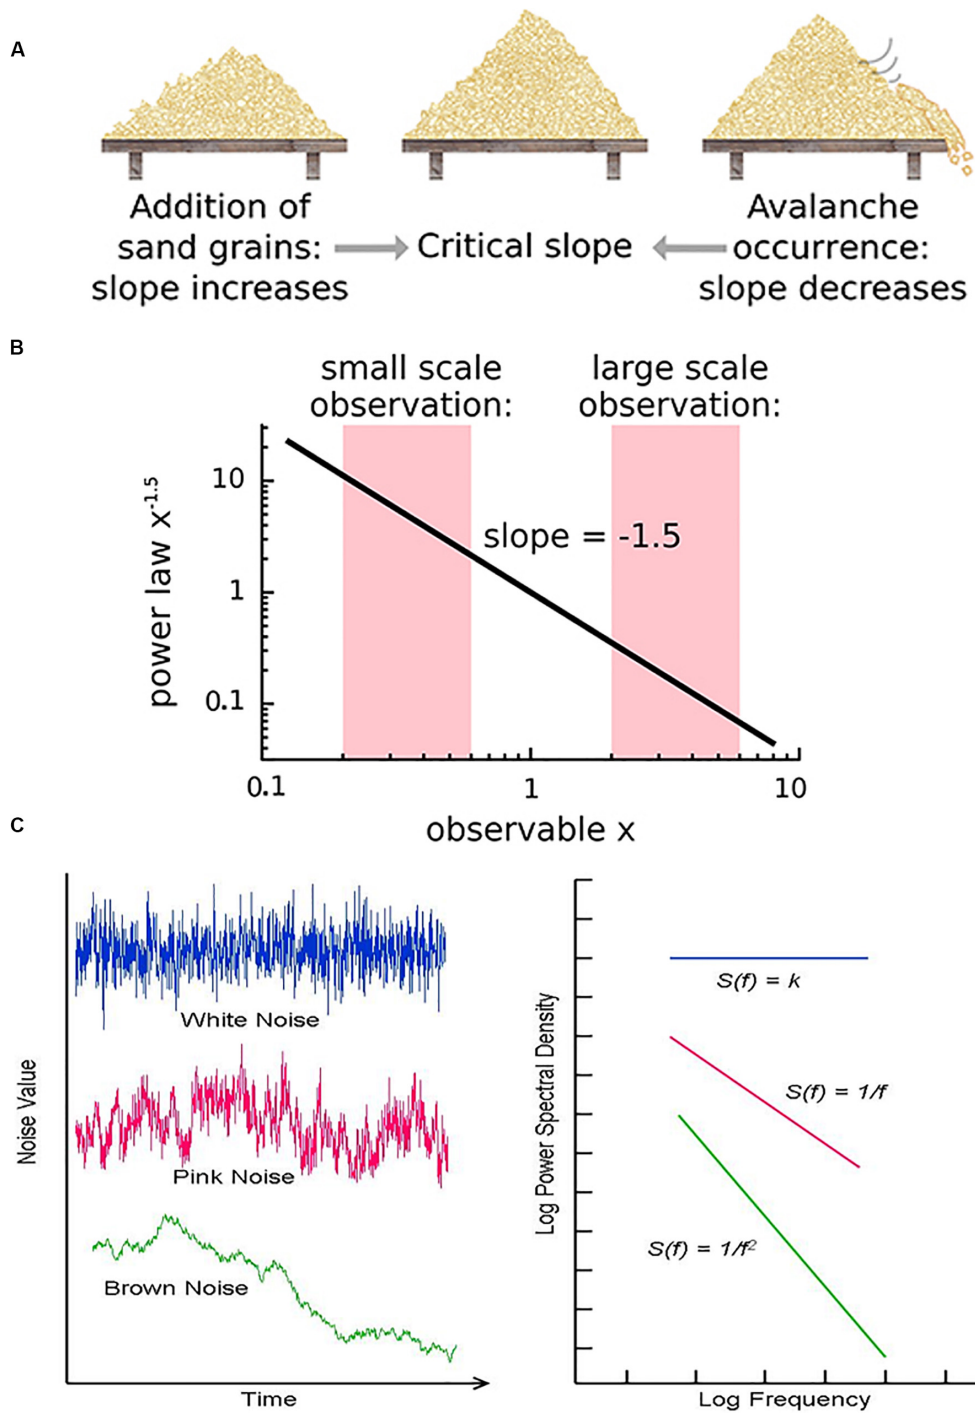 A
Addition of
sand grains:
slope increases
Critical slope
Avalanche
occurrence:
slope decreases
B
small scale
observation:
large scale
observation:
power law x^-1.5
10
1
0.1
slope = -1.5
0.1
1
10
observable x
C
Noise Value
White Noise
Pink Noise
Brown Noise
Time
Log Power Spectral Density
S(f) = k
S(f) = 1/f
S(f) = 1/f²
Log Frequency